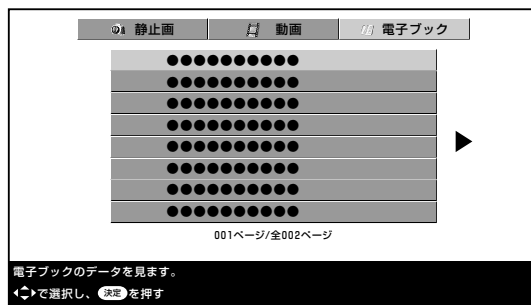 静止画 動画 電子ブック
●●●●●●●●●●
●●●●●●●●●●
●●●●●●●●●●
●●●●●●●●●●
●●●●●●●●●●
●●●●●●●●●●
●●●●●●●●●●
●●●●●●●●●●
001ページ/全002ページ
電子ブックのデータを見ます。
で選択し、決定を押す